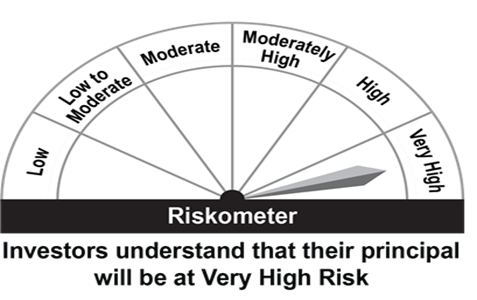 Low
Low to
Moderate
Moderate
Moderately
High
High
Very High
Riskometer
Investors understand that their principal
will be at Very High Risk